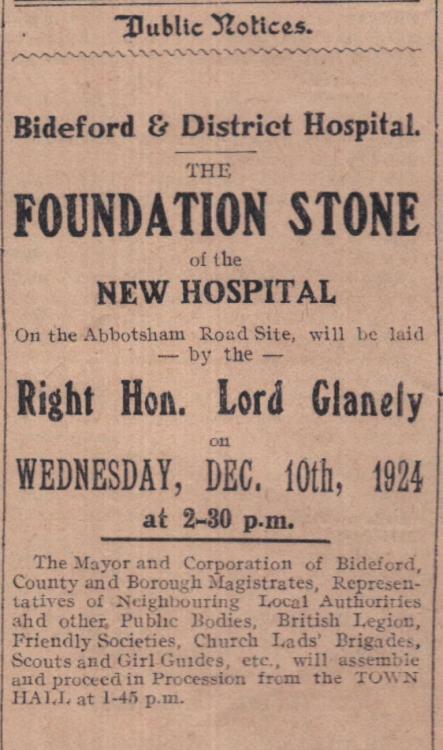 Public Notices.
Bideford & District Hospital.
THE
FOUNDATION STONE
of the
NEW HOSPITAL
On the Abbotsham Road Site, will be laid
— by the —
Right Hon. Lord Glanely
on
WEDNESDAY, DEC. 10th, 1924
at 2-30 p.m.
The Mayor and Corporation of Bideford,
County and Borough Magistrates, Represen-
tatives of Neighbouring Local Authorities
ahd other, Public Bodies, British Legion,
Friendly Societies, Church Lads' Brigades,
Scouts and Girl Guides, etc., will assemble
and proceed in Procession from the TOWN
HALL at 1-45 p.m.